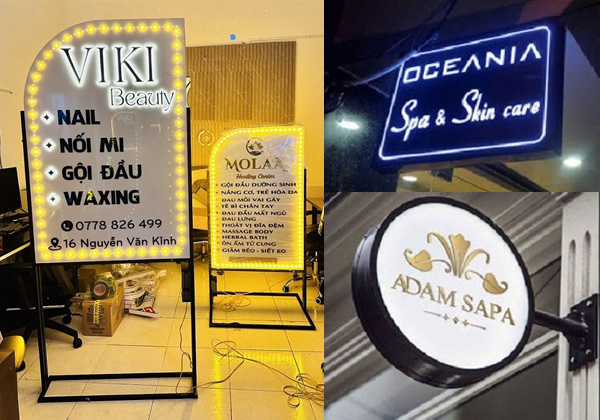 VIKI
Beauty
NAIL
NỐI MI
GỘI ĐẦU
WAXING
0778 826 499
16 Nguyễn Văn Kỉnh
MOLAA
Healing Center
GỘI ĐẦU DƯỠNG SINH
NÂNG CƠ, TRẺ HÓA DA
ĐAU MỎI VAI GÁY
TÊ BÌ CHÂN TAY
ĐAU ĐẦU MẤT NGỦ
ĐAU LƯNG
THOÁT VỊ ĐĨA ĐỆM
MASSAGE BODY
HERBAL BATH
ÔN ẤM TỬ CUNG
GIẢM BÉO - SIẾT EO
OCEANIA
Spa & Skin care
ADAM SAPA